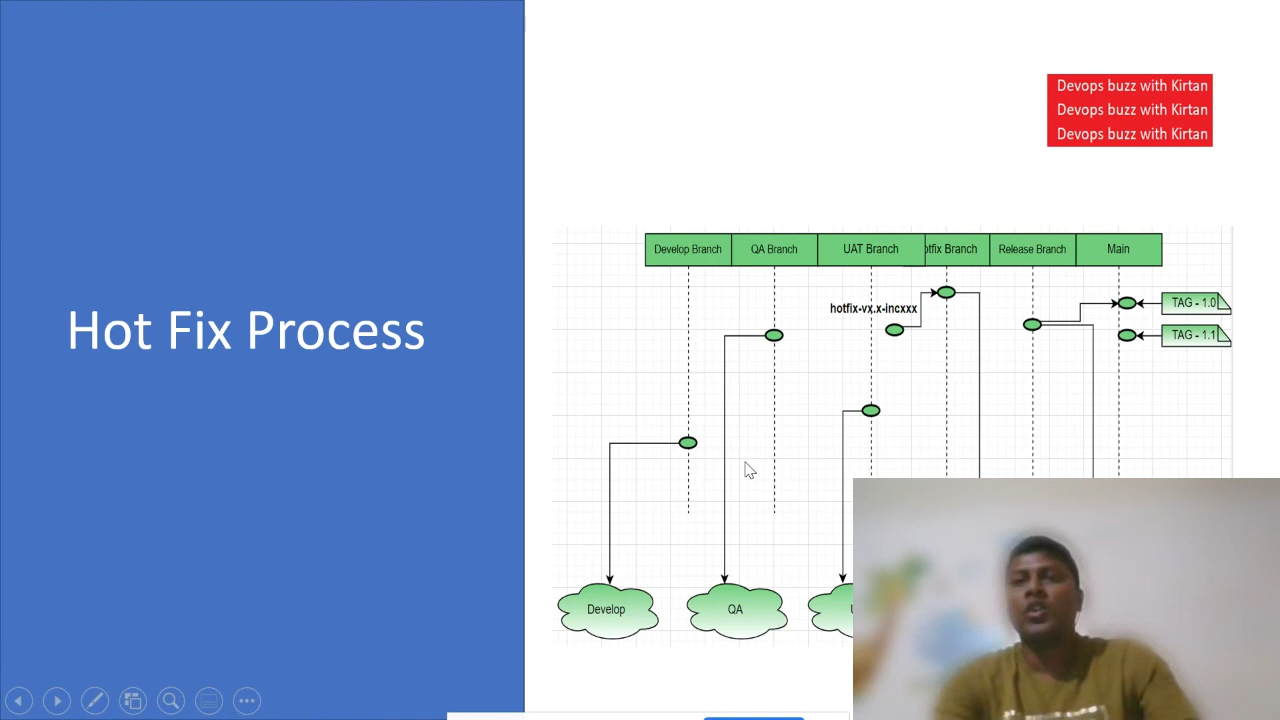 Devops buzz with Kirtan
Devops buzz with Kirtan
Devops buzz with Kirtan
Hot Fix Process
Develop Branch
QA Branch
UAT Branch
otfix Branch
Release Branch
Main
hotfix-vx.x-incxxx
TAG - 1.0
TAG - 1.1
Develop
QA
U